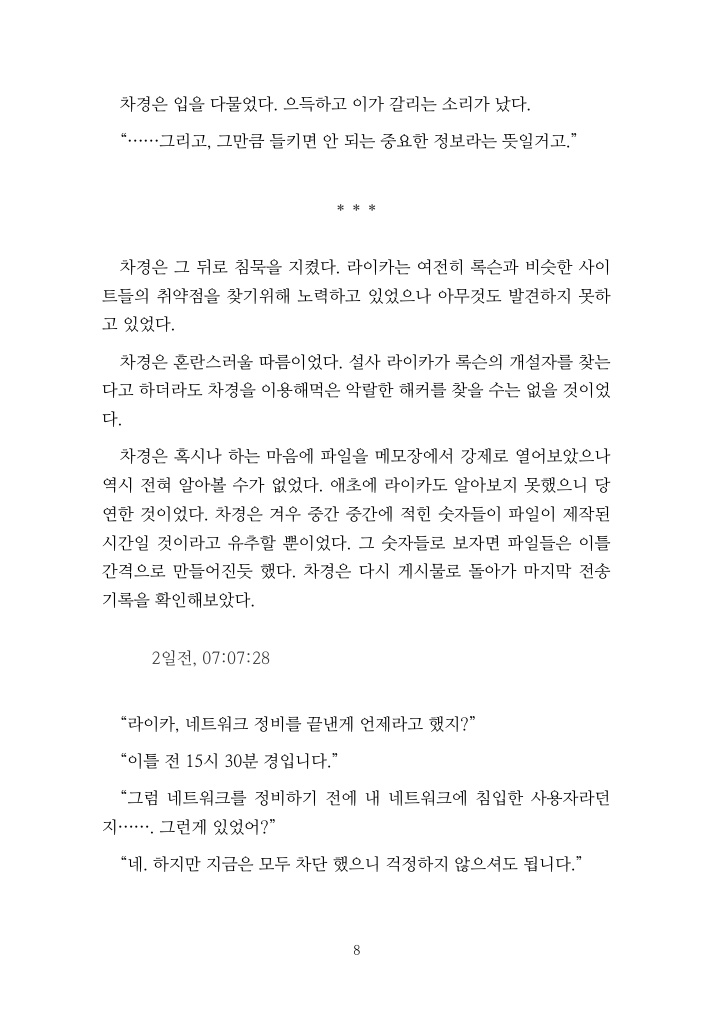 차경은 입을 다물었다. 으득하고 이가 갈리는 소리가 났다.
“……그리고, 그만큼 들키면 안 되는 중요한 정보라는 뜻일거고.”
* * *
차경은 그 뒤로 침묵을 지켰다. 라이카는 여전히 록슨과 비슷한 사이
트들의 취약점을 찾기위해 노력하고 있었으나 아무것도 발견하지 못하
고 있었다.
차경은 혼란스러울 따름이었다. 설사 라이카가 록슨의 개설자를 찾는
다고 하더라도 차경을 이용해먹은 악랄한 해커를 찾을 수는 없을 것이었
다.
차경은 혹시나 하는 마음에 파일을 메모장에서 강제로 열어보았으나
역시 전혀 알아볼 수가 없었다. 애초에 라이카도 알아보지 못했으니 당
연한 것이었다. 차경은 겨우 중간 중간에 적힌 숫자들이 파일이 제작된
시간일 것이라고 유추할 뿐이었다. 그 숫자들로 보자면 파일들은 이틀
간격으로 만들어진듯 했다. 차경은 다시 게시물로 돌아가 마지막 전송
기록을 확인해보았다.
2일전, 07:07:28
“라이카, 네트워크 정비를 끝낸게 언제라고 했지?”
“이틀 전 15시 30분 경입니다.”
“그럼 네트워크를 정비하기 전에 내 네트워크에 침입한 사용자라던
지……. 그런게 있었어?”
“네. 하지만 지금은 모두 차단 했으니 걱정하지 않으셔도 됩니다.”
8